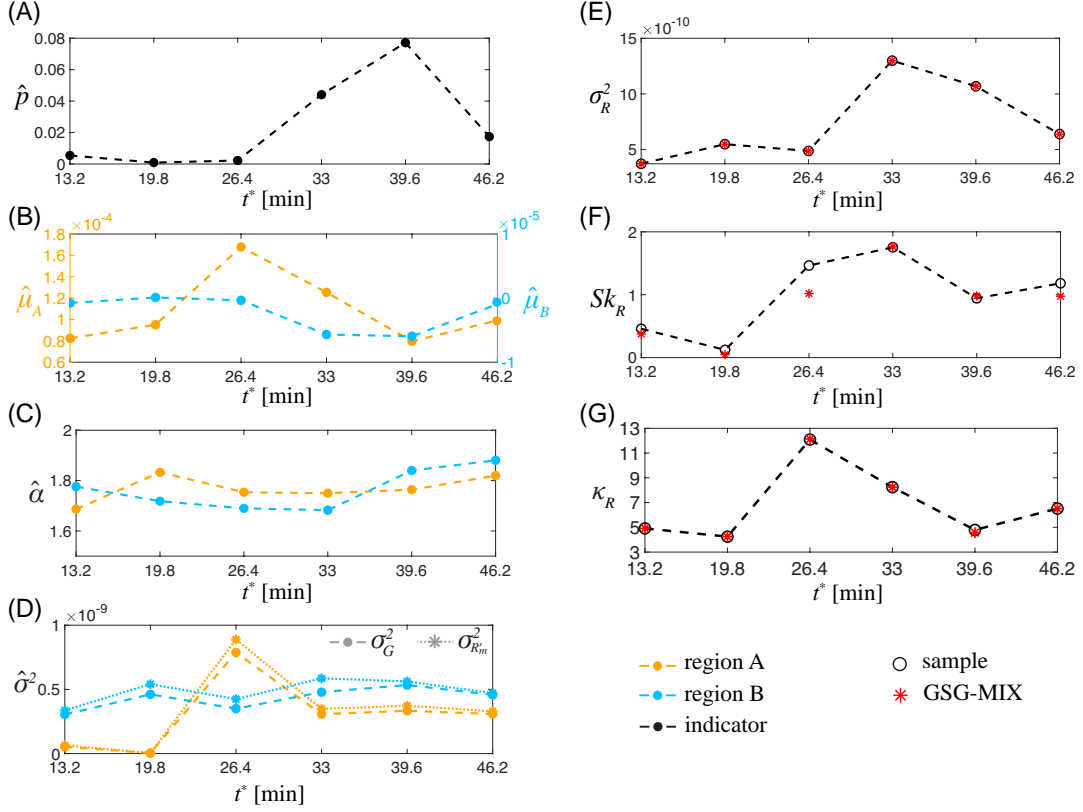 (A)
p̂
0.08
0.06
0.04
0.02
0
13.2 19.8 26.4 33 39.6 46.2
t* [min]
(B)
×10⁻⁴
×10⁻⁵
μ̂_A
1.8
1.6
1.4
1.2
1
0.8
0.6
1
0
-1
μ̂_B
13.2 19.8 26.4 33 39.6 46.2
t* [min]
(C)
α̂
2
1.8
1.6
13.2 19.8 26.4 33 39.6 46.2
t* [min]
(D)
×10⁻⁹
σ̂²
1
0.5
0
σ²_G σ²_{R'm}
13.2 19.8 26.4 33 39.6 46.2
t* [min]
(E)
×10⁻¹⁰
σ²_R
15
10
5
13.2 19.8 26.4 33 39.6 46.2
t* [min]
(F)
Sk_R
2
1
0
13.2 19.8 26.4 33 39.6 46.2
t* [min]
(G)
κ_R
13
11
9
7
5
3
13.2 19.8 26.4 33 39.6 46.2
t* [min]
region A
region B
indicator
sample
GSG-MIX